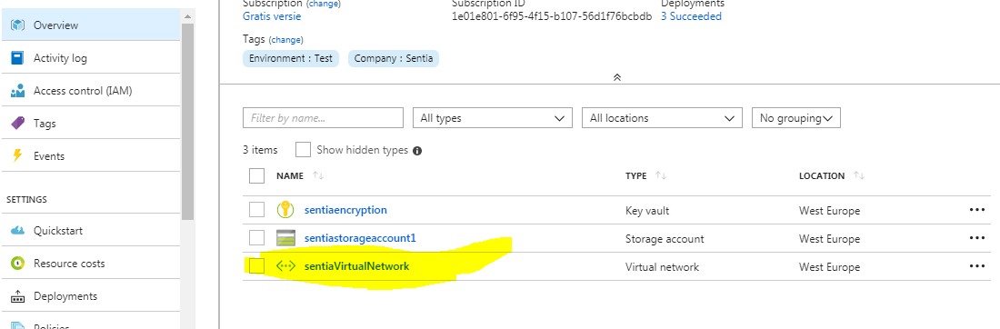 Subscription (change)
Subscription ID
Deployments
Gratis versie
1e01e801-6f95-4f15-b107-56d1f76bcbdb
3 Succeeded
Tags (change)
Environment : Test
Company : Sentia
Overview
Activity log
Access control (IAM)
Tags
Events
SETTINGS
Quickstart
Resource costs
Deployments
Policies
Filter by name...
All types
All locations
No grouping
3 items
Show hidden types
NAME
TYPE
LOCATION
sentiaencryption
Key vault
West Europe
sentiastorageaccount1
Storage account
West Europe
sentiaVirtualNetwork
Virtual network
West Europe